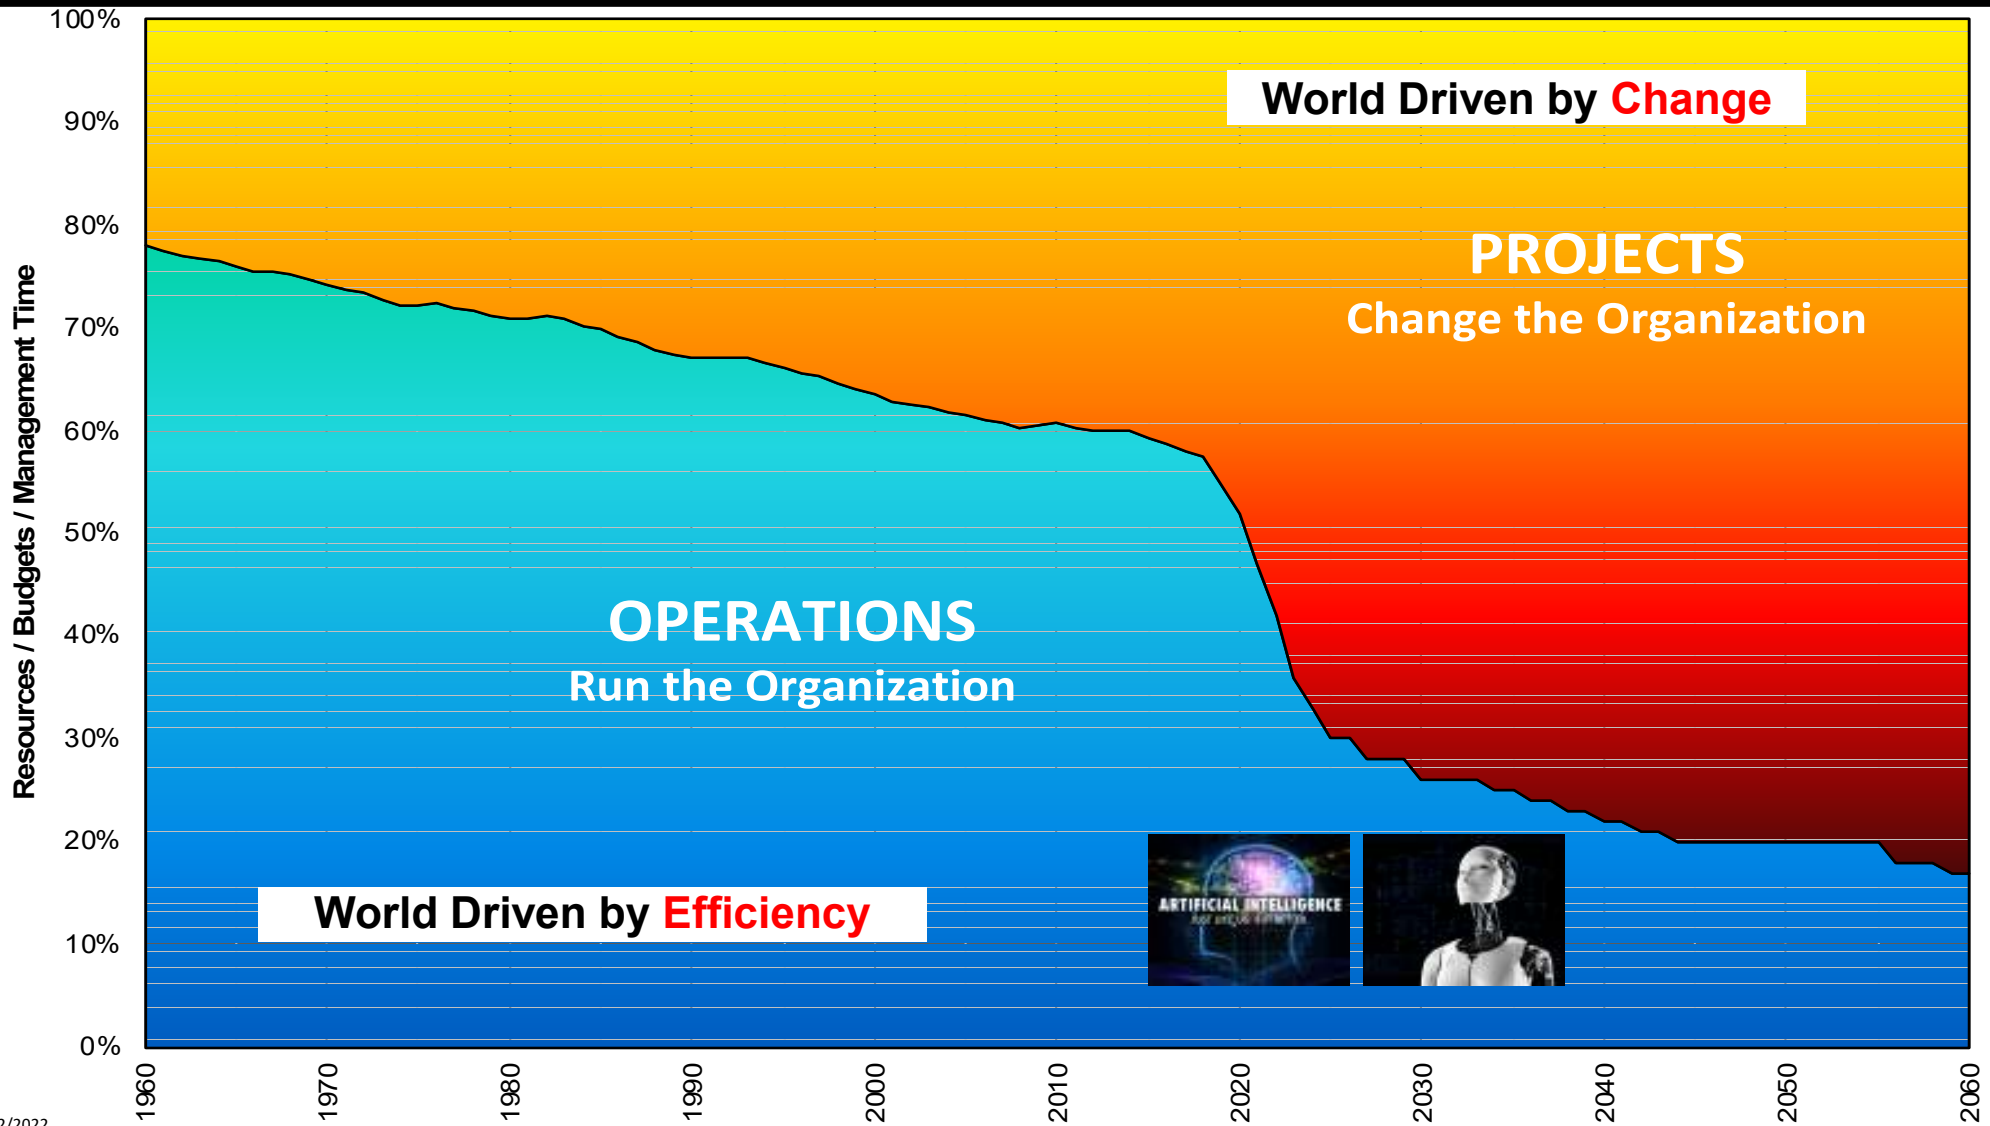 100%
90%
80%
70%
60%
50%
40%
30%
20%
10%
0%
Resources / Budgets / Management Time
World Driven by Change
PROJECTS
Change the Organization
OPERATIONS
Run the Organization
World Driven by Efficiency
ARTIFICIAL INTELLIGENCE
1960
1970
1980
1990
2000
2010
2020
2030
2040
2050
2060
2/2022